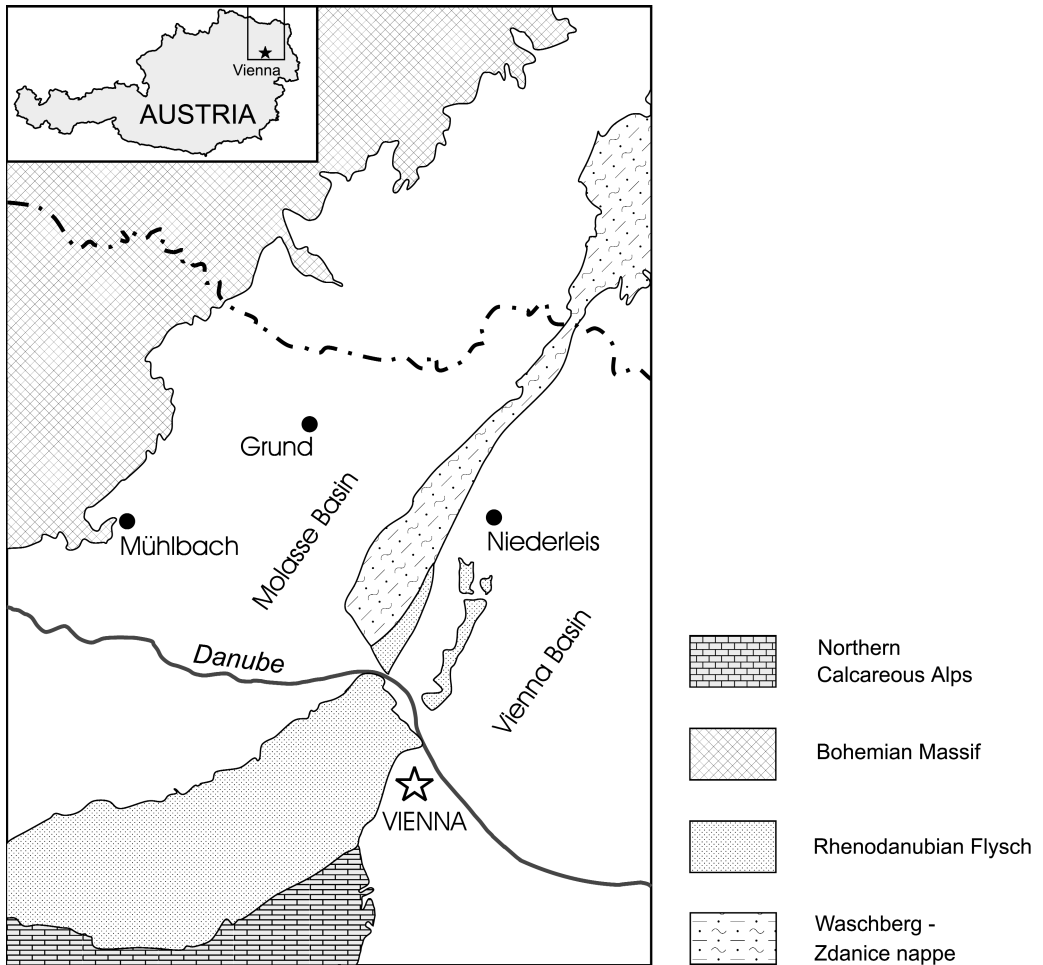 Vienna
AUSTRIA
Grund
Mühlbach
Molasse Basin
Niederleis
Danube
Vienna Basin
VIENNA
Northern
Calcareous Alps
Bohemian Massif
Rhenodanubian Flysch
Waschberg -
Zdanice nappe